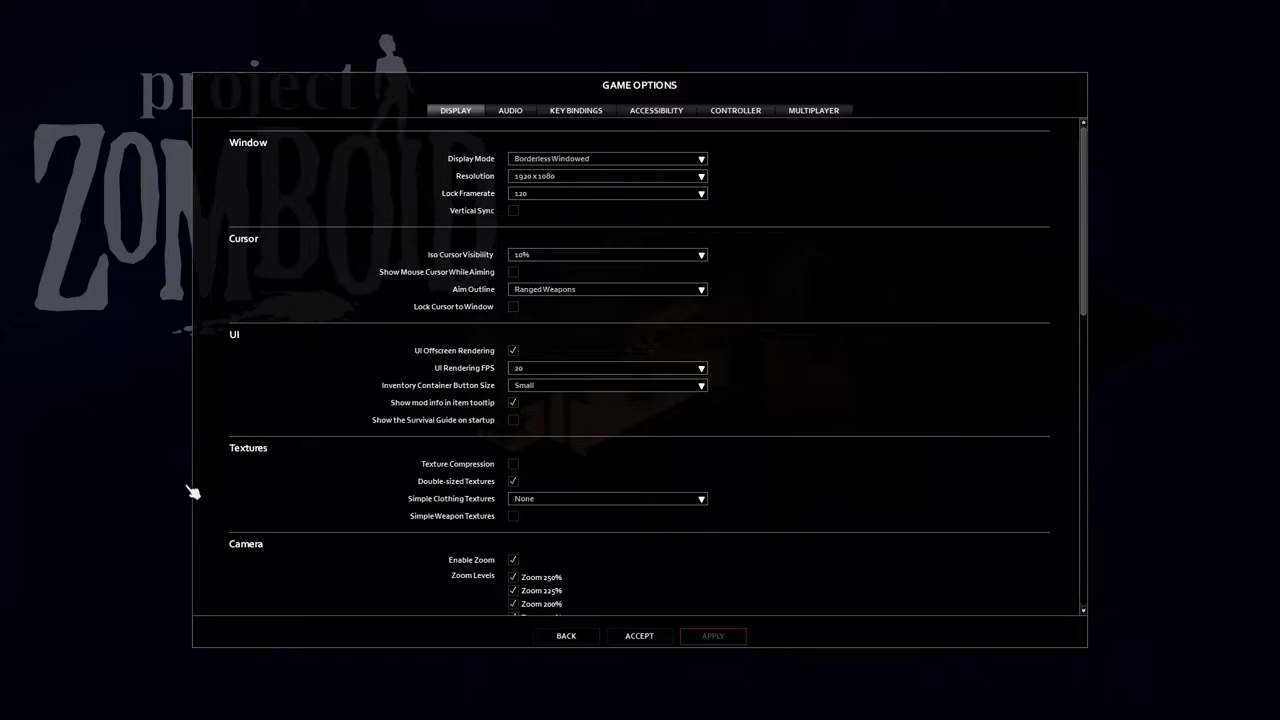 project
ZOMBOID
GAME OPTIONS
DISPLAY AUDIO KEY BINDINGS ACCESSIBILITY CONTROLLER MULTIPLAYER
Window
Display Mode Borderless Windowed
Resolution 1920 x 1080
Lock Framerate 120
Vertical Sync
Cursor
Iso Cursor Visibility 10%
Show Mouse Cursor While Aiming
Aim Outline Ranged Weapons
Lock Cursor to Window
UI
UI Offscreen Rendering
UI Rendering FPS 20
Inventory Container Button Size Small
Show mod info in item tooltip
Show the Survival Guide on startup
Textures
Texture Compression
Double-sized Textures
Simple Clothing Textures None
Simple Weapon Textures
Camera
Enable Zoom
Zoom Levels Zoom 250%
Zoom 225%
Zoom 200%
BACK ACCEPT APPLY